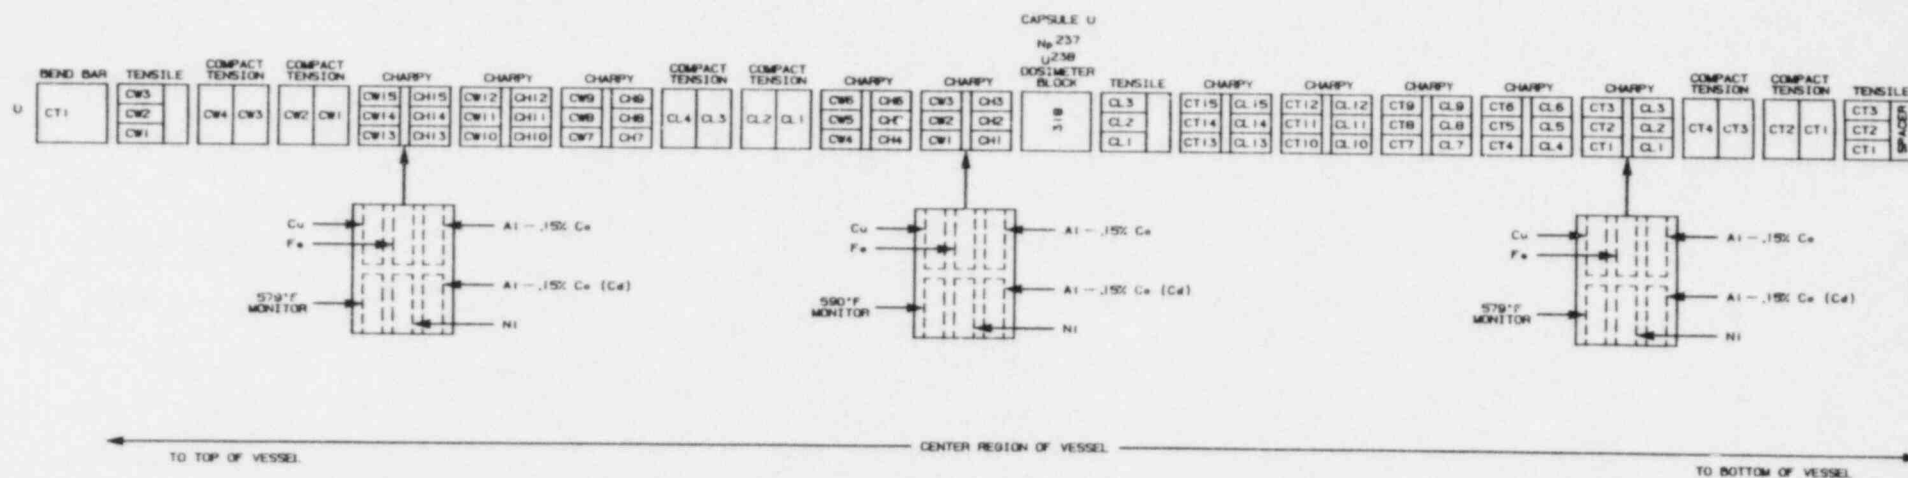 CAPSULE U
Np 237
U 238
DOSIMETER
BLOCK
BEND BAR
TENSILE
COMPACT
TENSION
COMPACT
TENSION
CHARPY
CHARPY
CHARPY
COMPACT
TENSION
COMPACT
TENSION
CHARPY
CHARPY
TENSILE
CHARPY
CHARPY
CHARPY
CHARPY
CHARPY
COMPACT
TENSION
COMPACT
TENSION
TENSILE
U
CT1
CW3
CW2
CW1
CW4 CW3
CW2 CW1
CW15 CH15
CW14 CH14
CW13 CH13
CW12 CH12
CW11 CH11
CW10 CH10
CW9 CH9
CW8 CH8
CW7 CH7
CL4 CL3
CL2 CL1
CW6 CH6
CW5
CW4 CH4
CW3 CH3
CW2 CH2
CW1 CH1
318
CL3
CL2
CL1
CT15 CL15
CT14 CL14
CT13 CL13
CT12 CL12
CT11 CL11
CT10 CL10
CT9 CL9
CT8 CL8
CT7 CL7
CT6 CL6
CT5 CL5
CT4 CL4
CT3 CL3
CT2 CL2
CT1 CL1
CT4 CT3
CT2 CT1
CT3
CT2
CT1
SPACER
Cu
Fe
579°F
MONITOR
Al - .15% Co
Al - .15% Co (Cd)
Ni
Cu
Fe
590°F
MONITOR
Al - .15% Co
Al - .15% Co (Cd)
Ni
Cu
Fe
579°F
MONITOR
Al - .15% Co
Al - .15% Co (Cd)
Ni
CENTER REGION OF VESSEL
TO TOP OF VESSEL
TO BOTTOM OF VESSEL